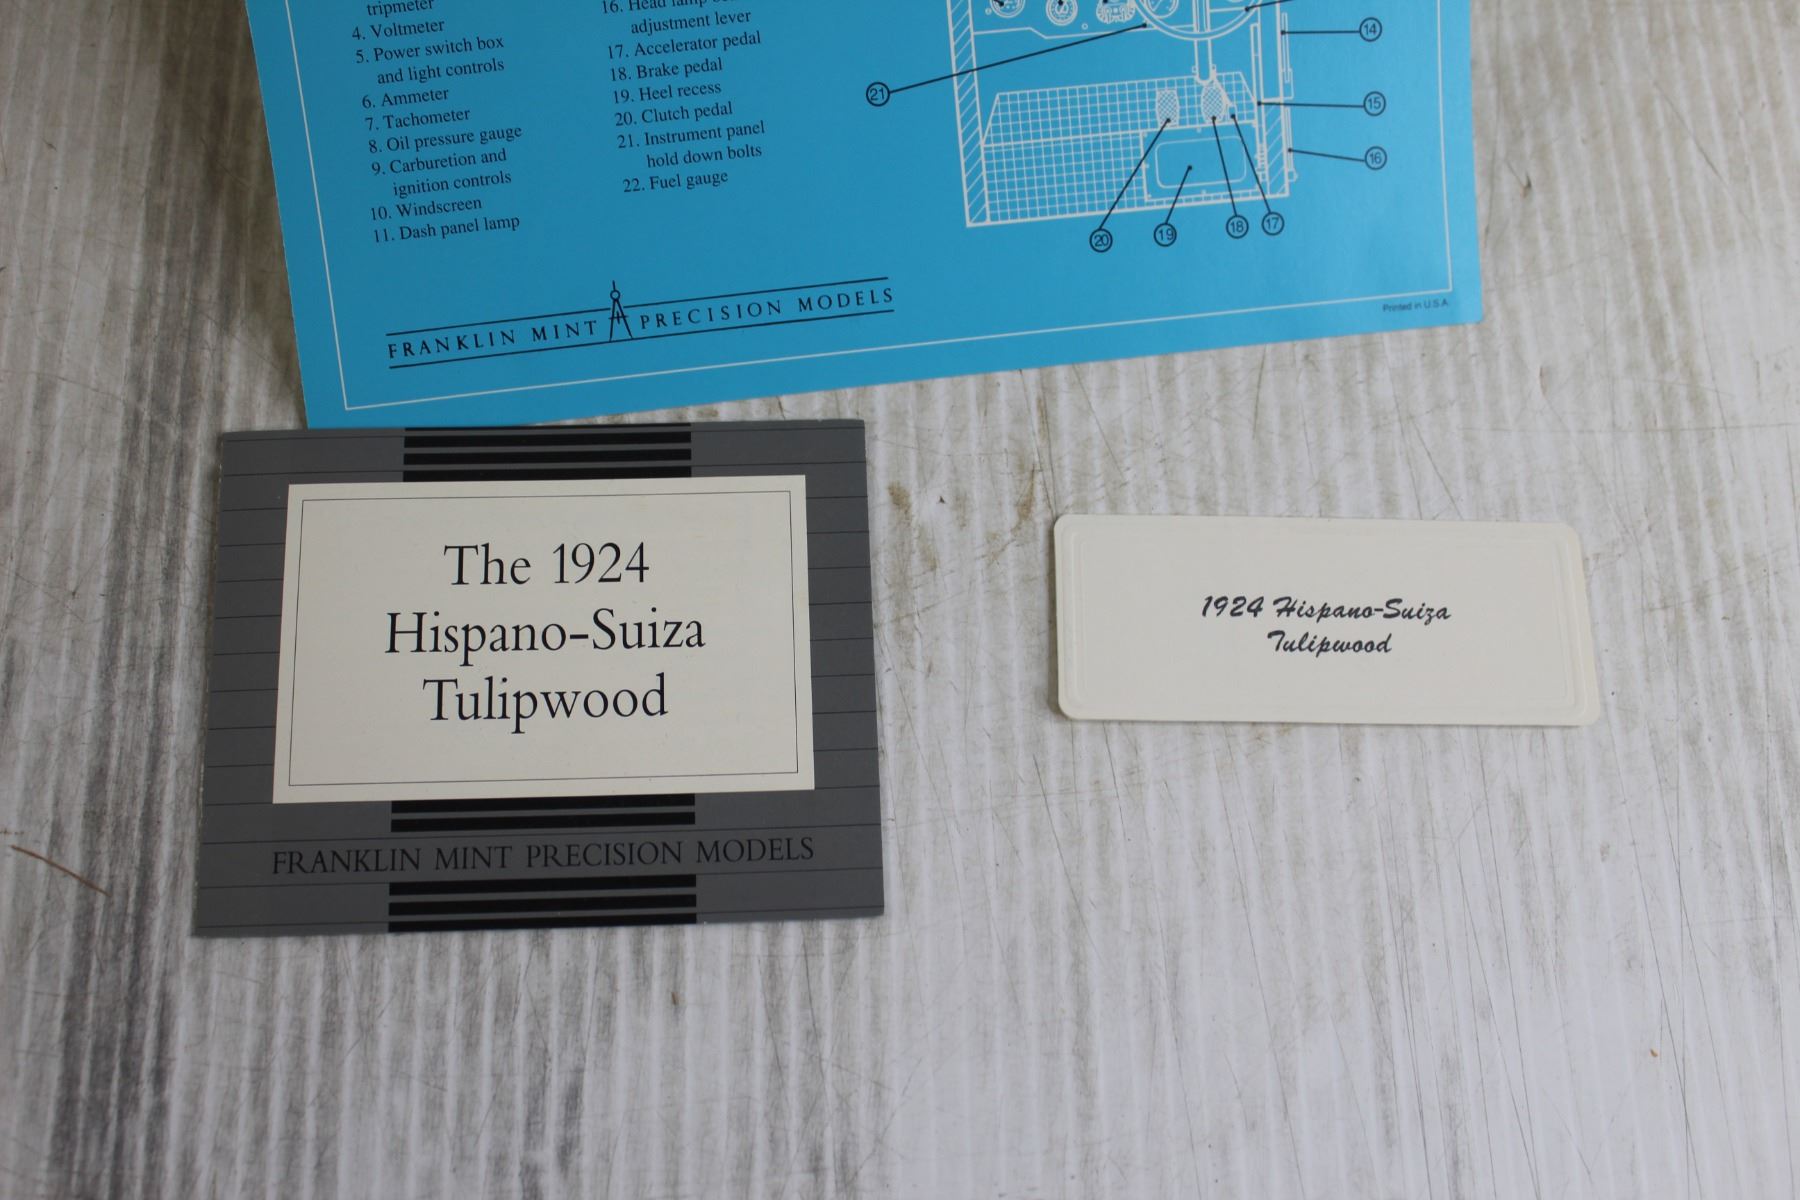 tripmeter
4. Voltmeter
5. Power switch box
and light controls
6. Ammeter
7. Tachometer
8. Oil pressure gauge
9. Carburetion and
ignition controls
10. Windscreen
11. Dash panel lamp
16. Head lamp
adjustment lever
17. Accelerator pedal
18. Brake pedal
19. Heel recess
20. Clutch pedal
21. Instrument panel
hold down bolts
22. Fuel gauge
14
21
15
16
20
19
18
17
FRANKLIN MINT PRECISION MODELS
Printed in U.S.A.
The 1924
Hispano-Suiza
Tulipwood
FRANKLIN MINT PRECISION MODELS
1924 Hispano-Suiza
Tulipwood